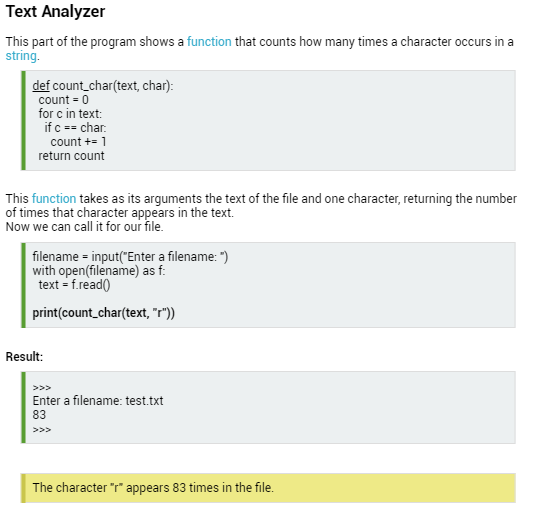 Text Analyzer
This part of the program shows a function that counts how many times a character occurs in a
string.
def count_char(text, char):
count = 0
for c in text:
if c == char:
count += 1
return count
This function takes as its arguments the text of the file and one character, returning the number
of times that character appears in the text.
Now we can call it for our file.
filename = input("Enter a filename: ")
with open(filename) as f:
text = f.read()
print(count_char(text, "r"))
Result:
>>>
Enter a filename: test.txt
83
>>>
The character "r" appears 83 times in the file.